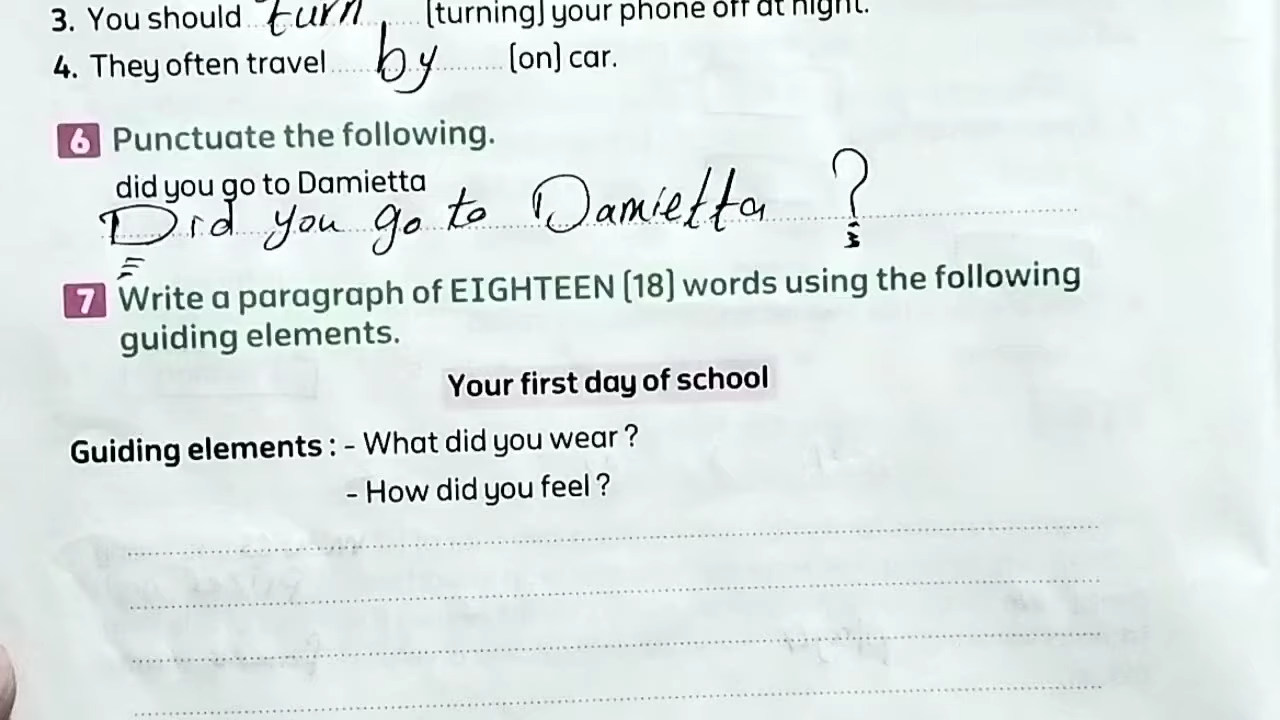 3. You should turn [turning] your phone off at night.
4. They often travel by [on] car.
6 Punctuate the following.
did you go to Damietta
Did you go to Damietta ?
7 Write a paragraph of EIGHTEEN [18] words using the following
guiding elements.
Your first day of school
Guiding elements : - What did you wear ?
- How did you feel ?